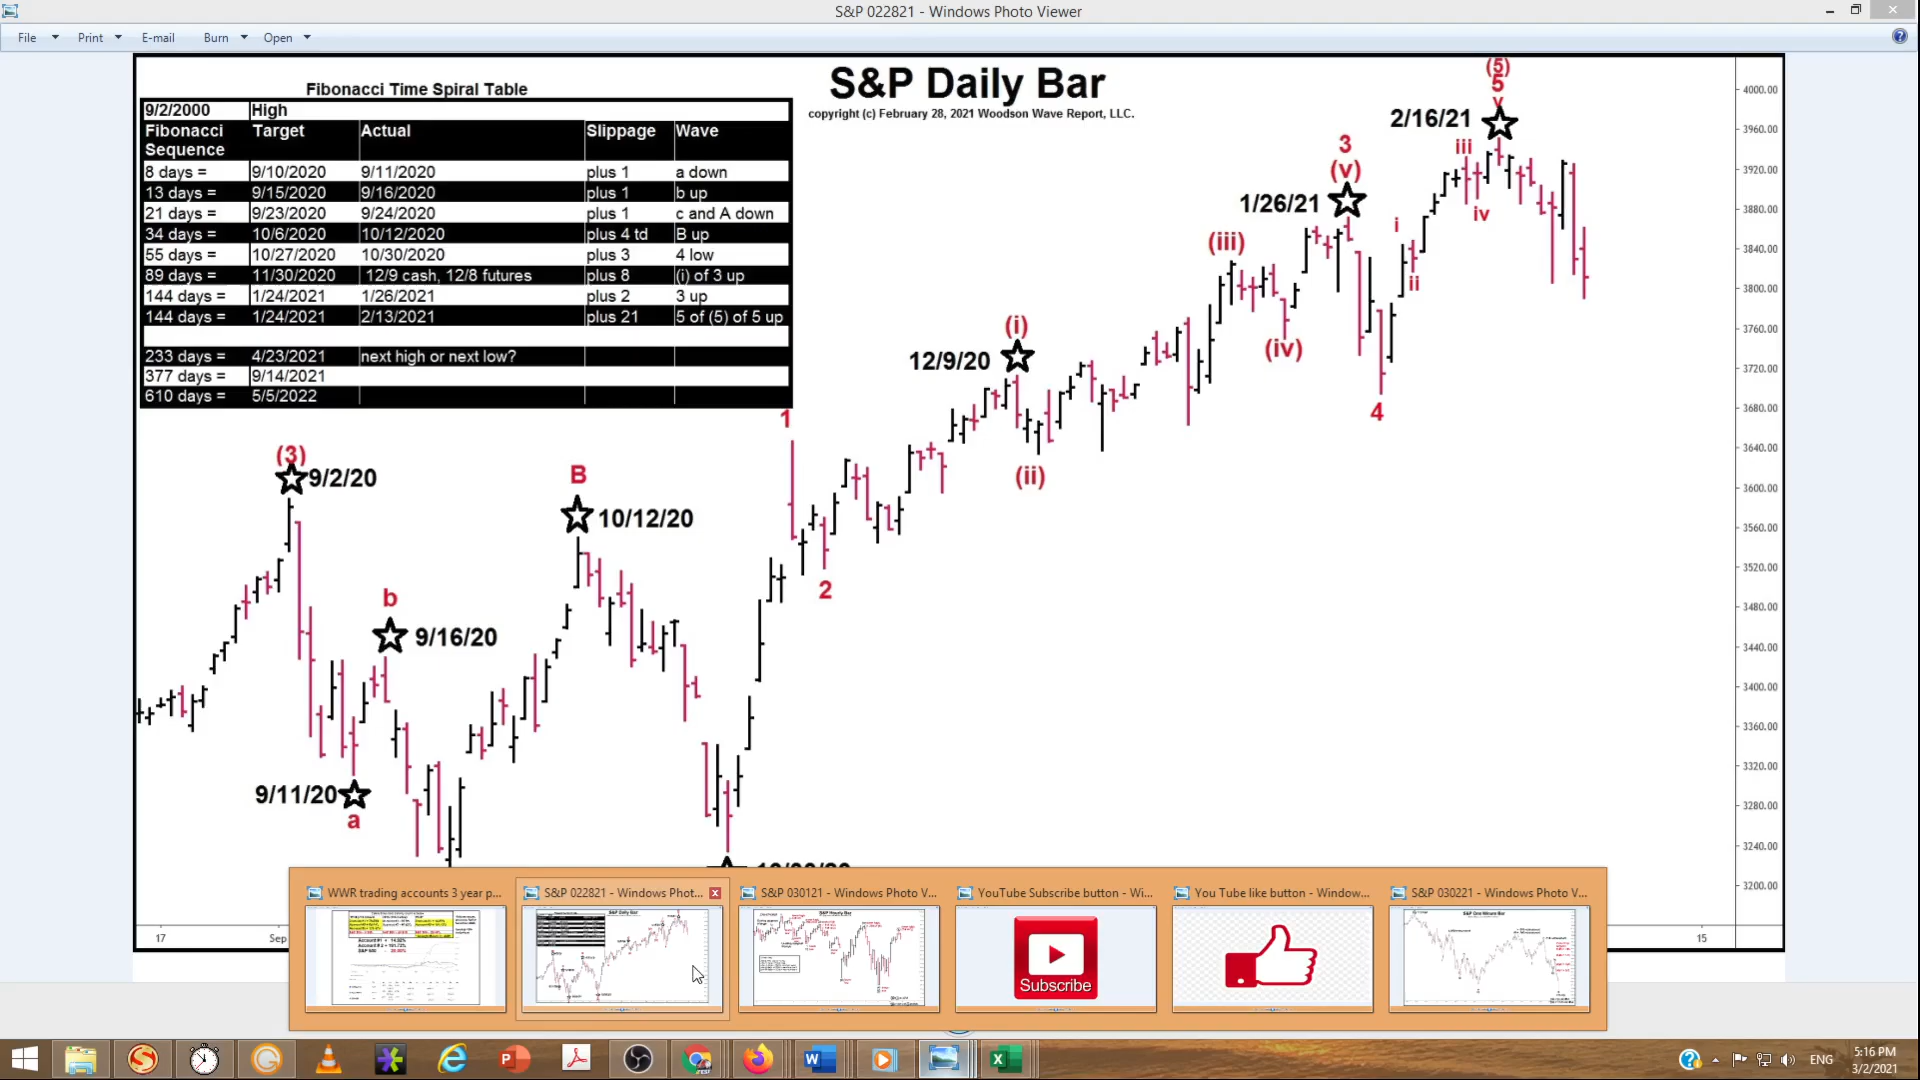 S&P 022821 - Windows Photo Viewer
File Print E-mail Burn Open
S&P Daily Bar
copyright (c) February 28, 2021 Woodson Wave Report, LLC.
Fibonacci Time Spiral Table
9/2/2000 High
Fibonacci Sequence Target Actual Slippage Wave
8 days = 9/10/2020 9/11/2020 plus 1 a down
13 days = 9/15/2020 9/16/2020 plus 1 b up
21 days = 9/23/2020 9/24/2020 plus 1 c and A down
34 days = 10/6/2020 10/12/2020 plus 4 td B up
55 days = 10/27/2020 10/30/2020 plus 3 4 low
89 days = 11/30/2020 12/9 cash, 12/8 futures plus 8 (i) of 3 up
144 days = 1/24/2021 1/26/2021 plus 2 3 up
144 days = 1/24/2021 2/13/2021 plus 21 5 of (5) of 5 up
233 days = 4/23/2021 next high or next low?
377 days = 9/14/2021
610 days = 5/5/2022
(5)
5
v
2/16/21
iii
iv
3
(v)
1/26/21
i
ii
(iii)
(iv)
4
(i)
12/9/20
(ii)
1
2
(3)
9/2/20
B
10/12/20
b
9/16/20
9/11/20
a
4000.00
3960.00
3920.00
3880.00
3840.00
3800.00
3760.00
3720.00
3680.00
3640.00
3600.00
3560.00
3520.00
3480.00
3440.00
3400.00
3360.00
3320.00
3280.00
3240.00
3200.00
17 Sep 15
WWR trading accounts 3 year p...
S&P 022821 - Windows Phot...
S&P 030121 - Windows Photo V...
YouTube Subscribe button - Wi...
You Tube like button - Window...
S&P 030221 - Windows Photo V...
S&P Daily Bar
S&P Hourly Bar
Subscribe
S&P One Minute Bar
ENG
5:16 PM
3/2/2021